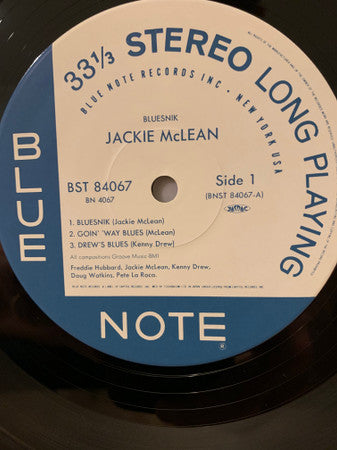 33 1/3 STEREO LONG PLAYING
BLUE NOTE RECORDS INC • NEW YORK USA
BLUESNIK
JACKIE McLEAN
BST 84067
BN 4067
Side 1
(BNST 84067-A)
1. BLUESNIK (Jackie McLean)
2. GOIN' 'WAY BLUES (McLean)
3. DREW'S BLUES (Kenny Drew)
All compositions Groove Music BMI
Freddie Hubbard, Jackie McLean, Kenny Drew,
Doug Watkins, Pete La Roca.
BLUE
NOTE®